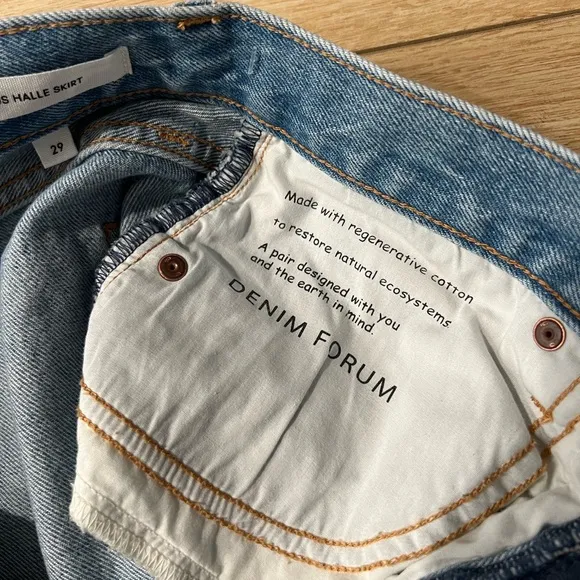 HALLE SKIRT
29
Made with regenerative cotton
to restore natural ecosystems
A pair designed with you
and the earth in mind.
DENIM FORUM